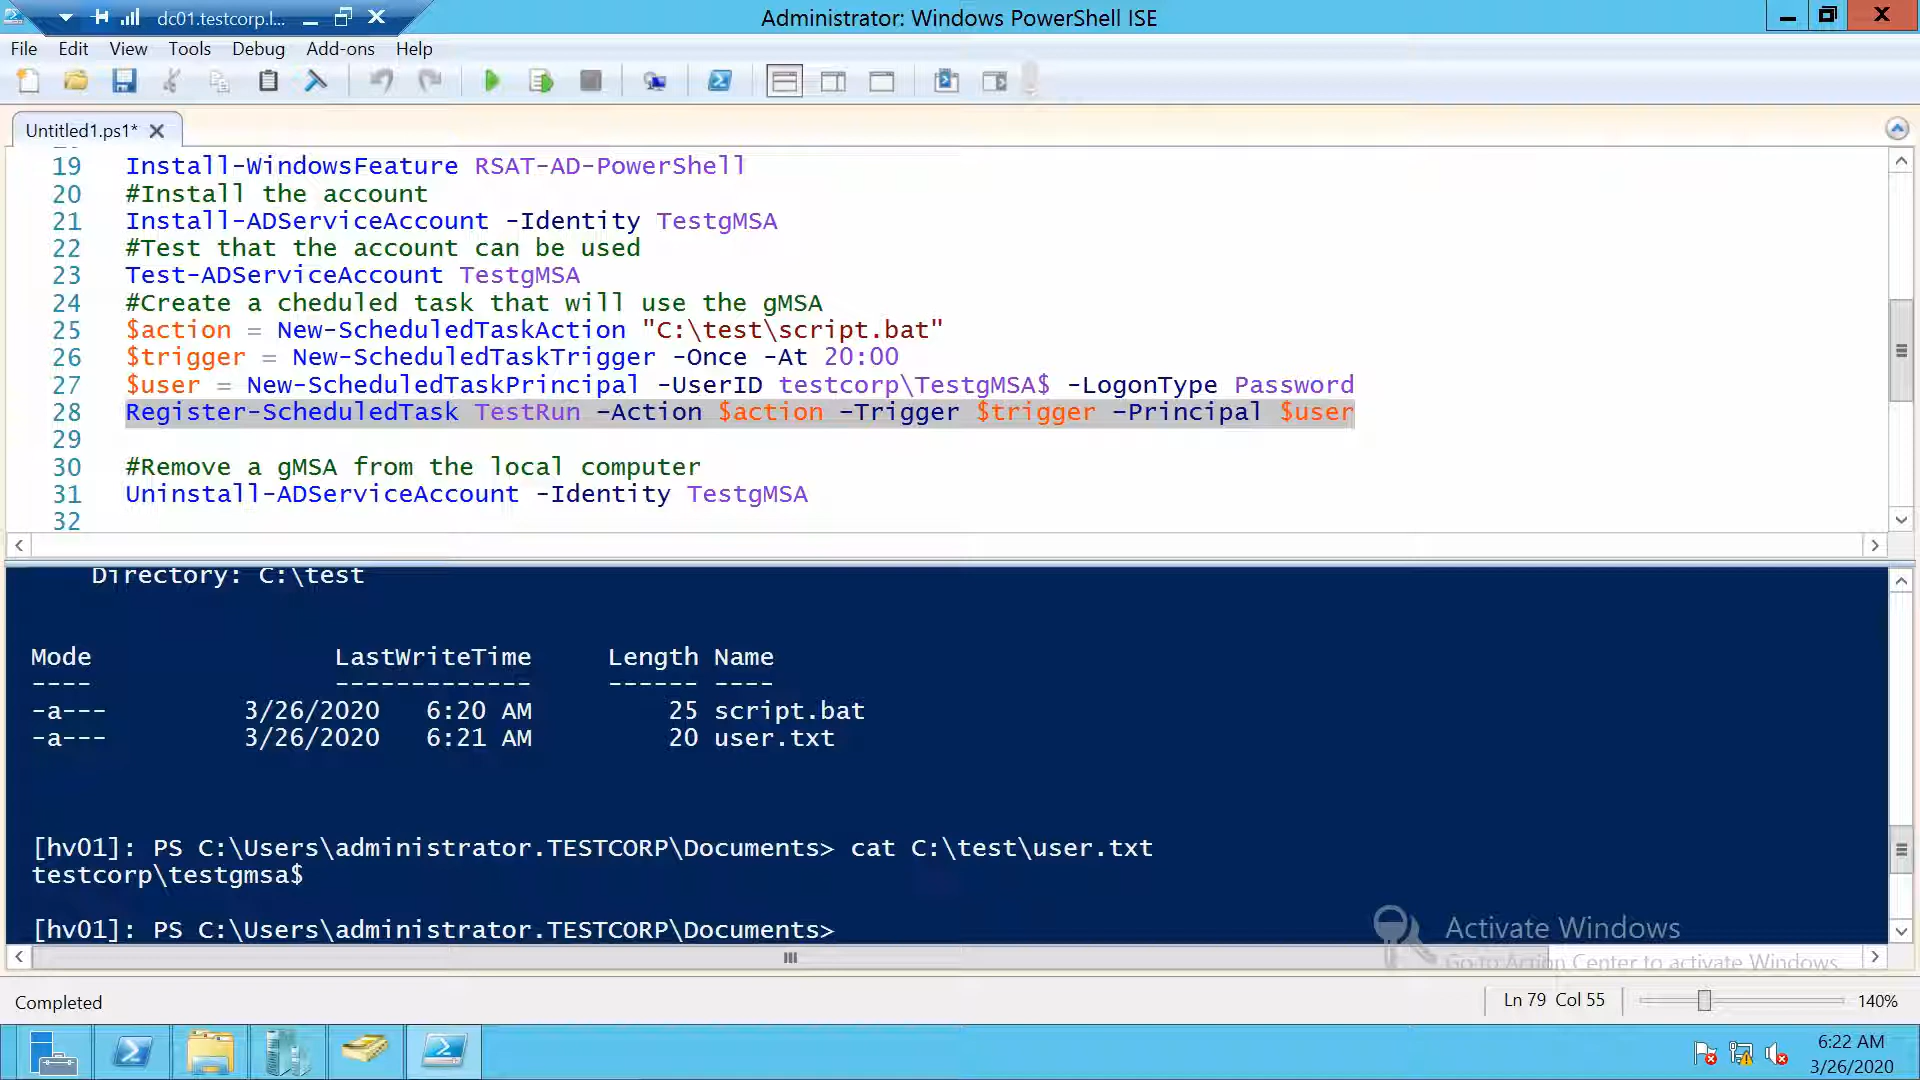 dc01.testcorp.l...
Administrator: Windows PowerShell ISE
File Edit View Tools Debug Add-ons Help
Untitled1.ps1* X
19 Install-WindowsFeature RSAT-AD-PowerShell
20 #Install the account
21 Install-ADServiceAccount -Identity TestgMSA
22 #Test that the account can be used
23 Test-ADServiceAccount TestgMSA
24 #Create a cheduled task that will use the gMSA
25 $action = New-ScheduledTaskAction "C:\test\script.bat"
26 $trigger = New-ScheduledTaskTrigger -Once -At 20:00
27 $user = New-ScheduledTaskPrincipal -UserID testcorp\TestgMSA$ -LogonType Password
28 Register-ScheduledTask TestRun -Action $action -Trigger $trigger -Principal $user
29
30 #Remove a gMSA from the local computer
31 Uninstall-ADServiceAccount -Identity TestgMSA
32
Directory: C:\test
Mode LastWriteTime Length Name
---- ------------- ------ ----
-a--- 3/26/2020 6:20 AM 25 script.bat
-a--- 3/26/2020 6:21 AM 20 user.txt
[hv01]: PS C:\Users\administrator.TESTCORP\Documents> cat C:\test\user.txt
testcorp\testgmsa$
[hv01]: PS C:\Users\administrator.TESTCORP\Documents>
Activate Windows
Go to Action Center to activate Windows.
Completed
Ln 79 Col 55
140%
6:22 AM
3/26/2020